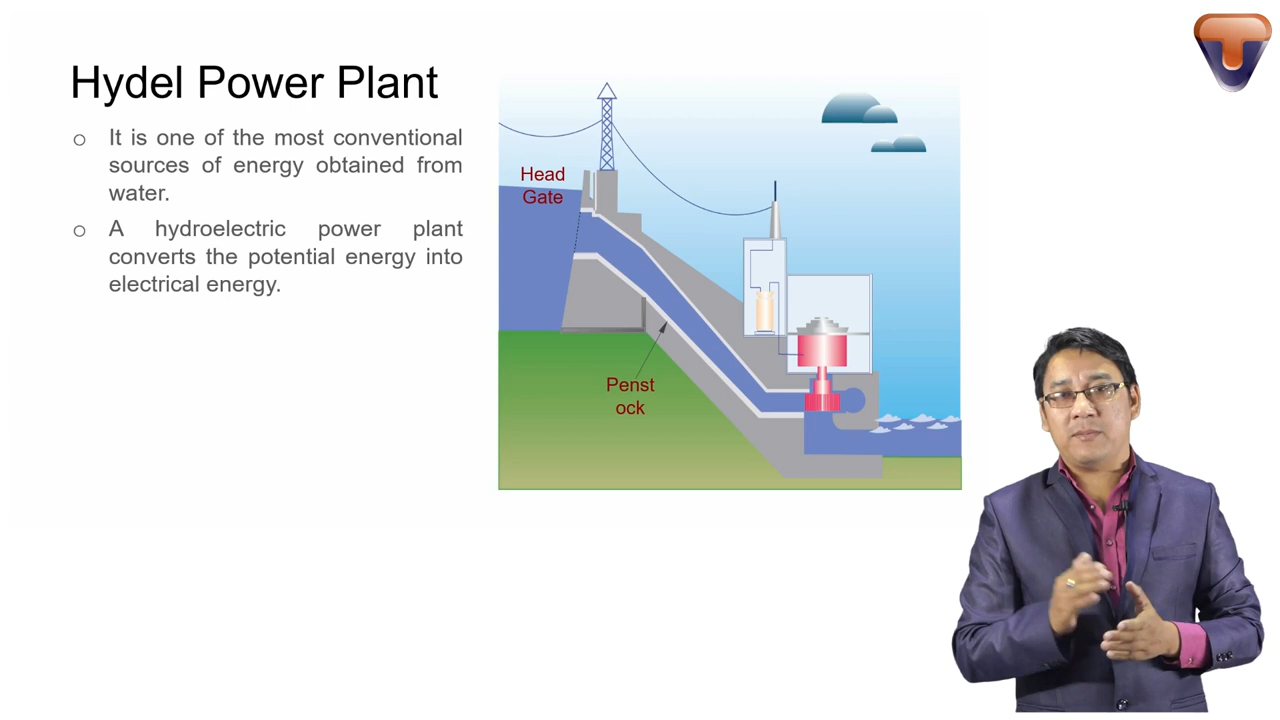 Hydel Power Plant
o It is one of the most conventional
sources of energy obtained from
water.
o A hydroelectric power plant
converts the potential energy into
electrical energy.
Head
Gate
Penst
ock